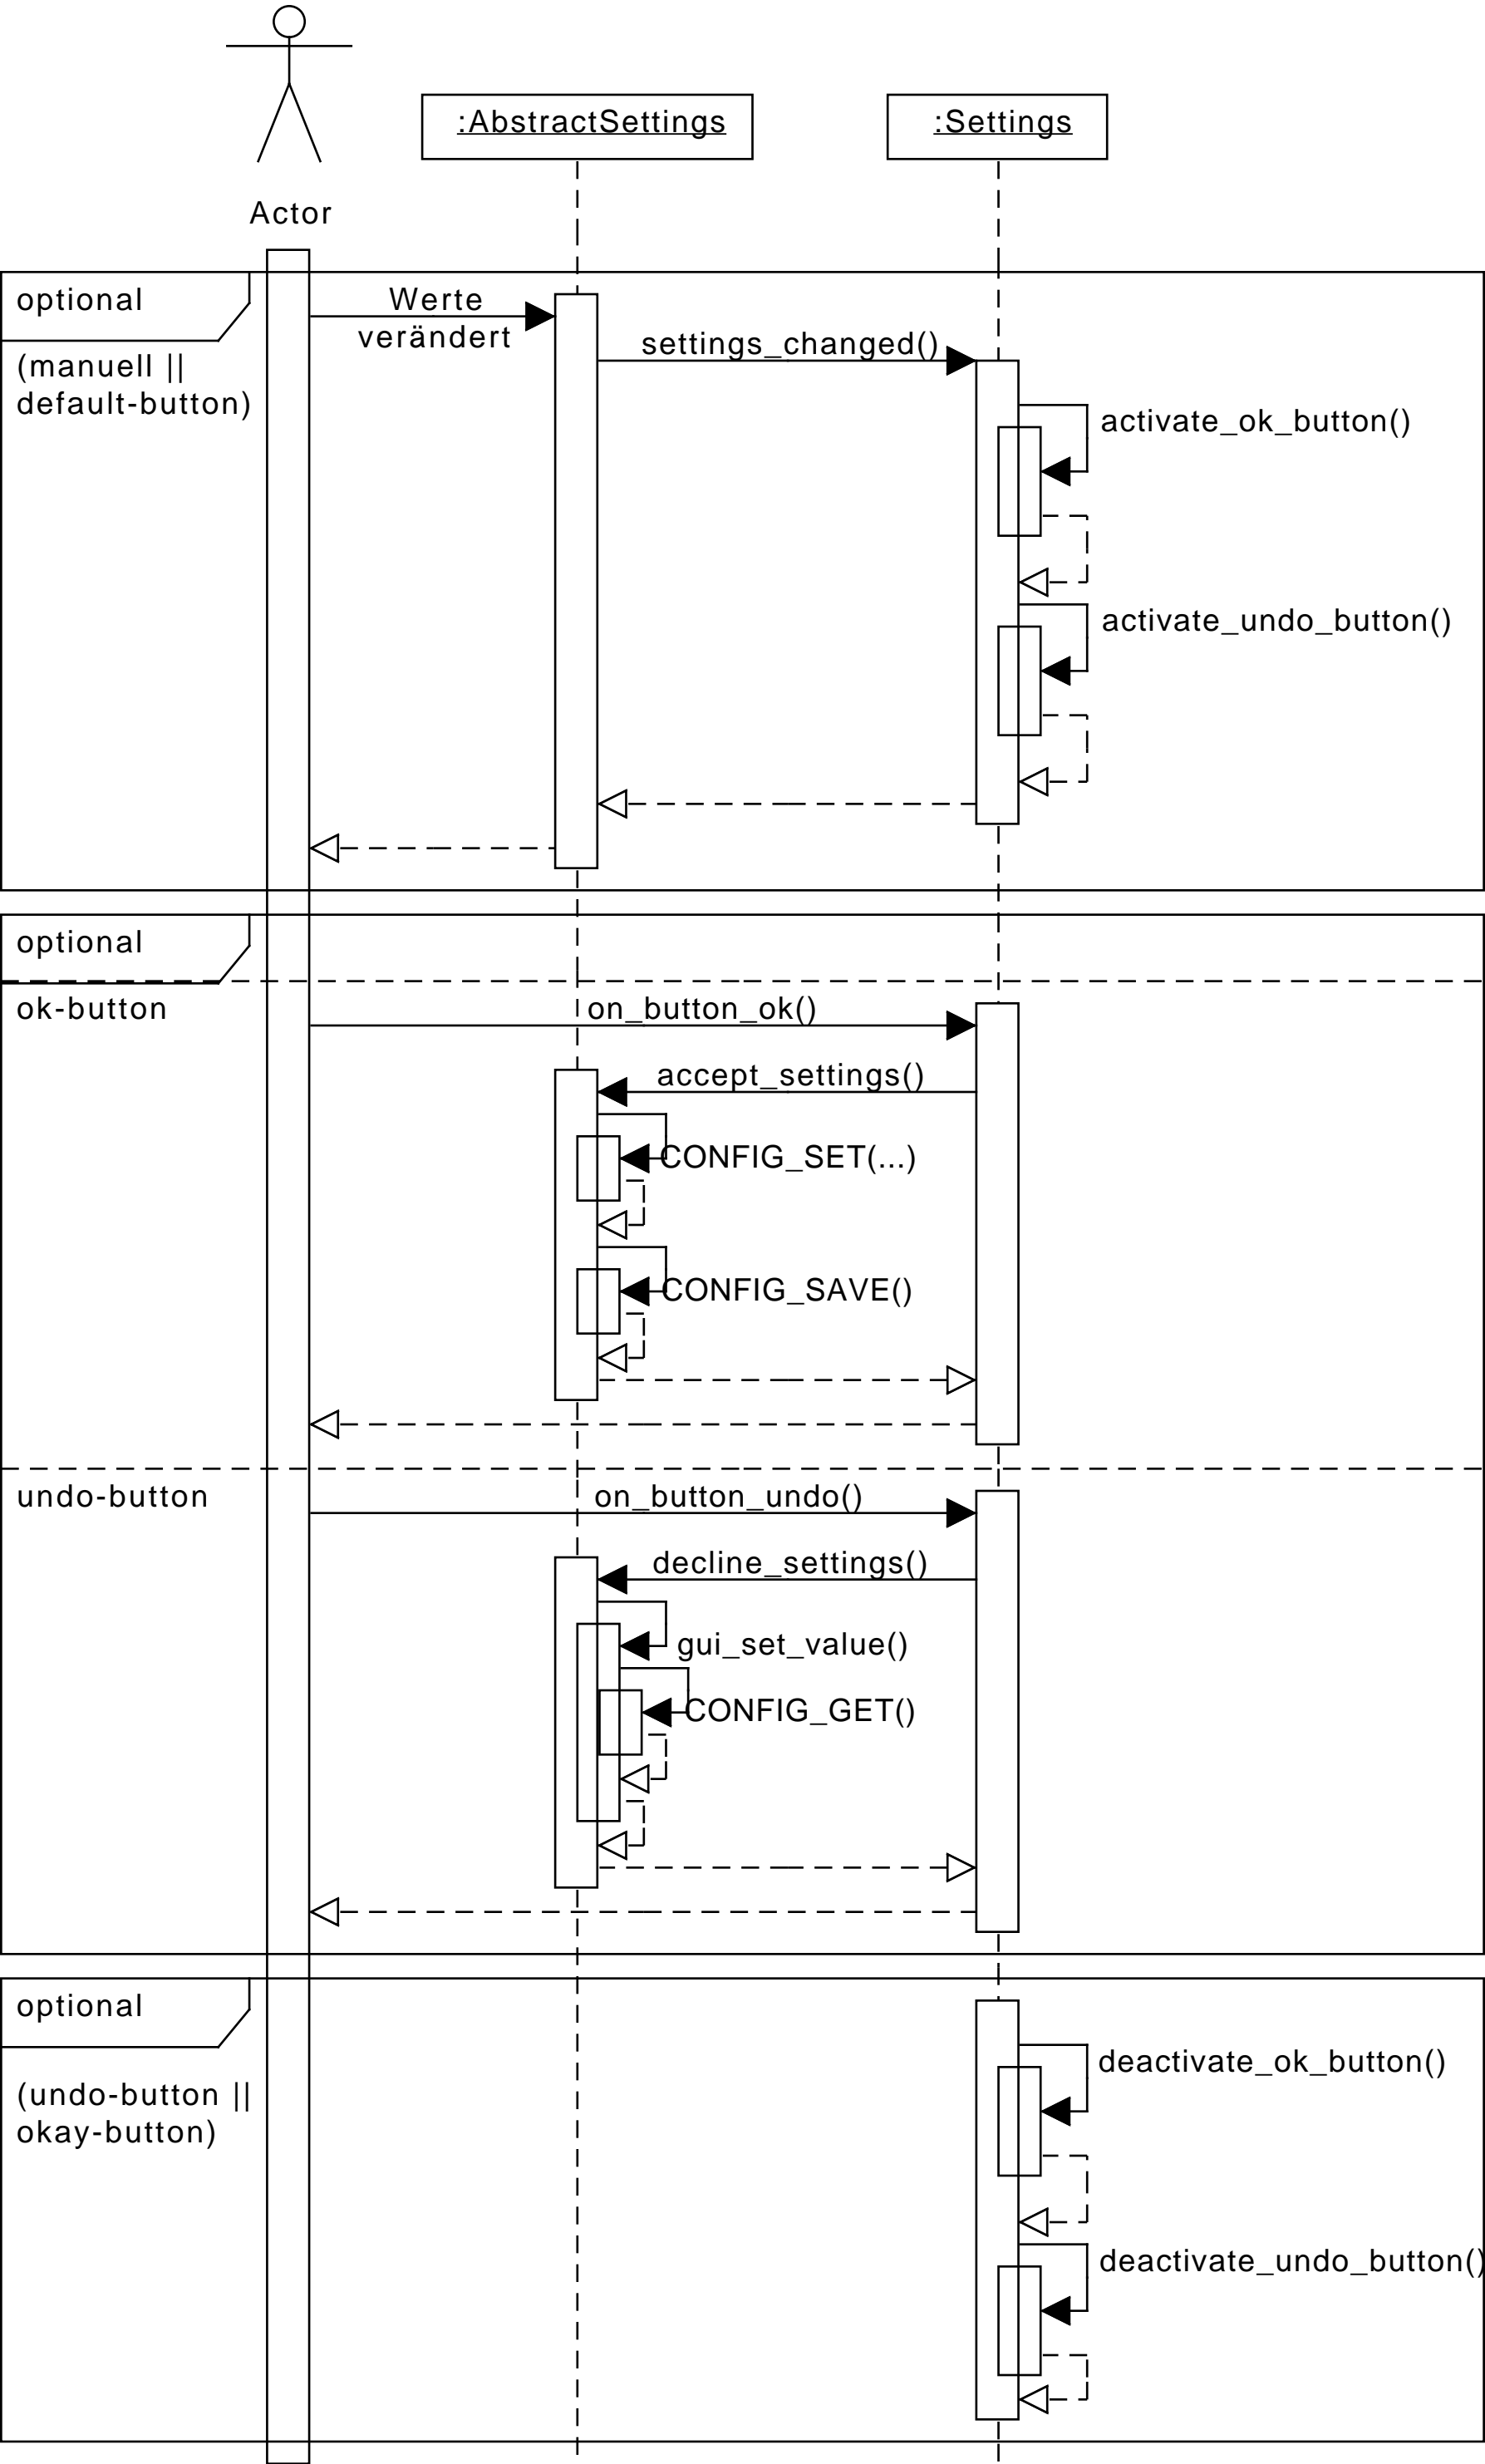 :AbstractSettings
:Settings
Actor
optional
Werte
verändert
settings_changed()
(manuell ||
default-button)
activate_ok_button()
activate_undo_button()
optional
ok-button
on_button_ok()
accept_settings()
CONFIG_SET(...)
CONFIG_SAVE()
undo-button
on_button_undo()
decline_settings()
gui_set_value()
CONFIG_GET()
optional
deactivate_ok_button()
(undo-button ||
okay-button)
deactivate_undo_button()